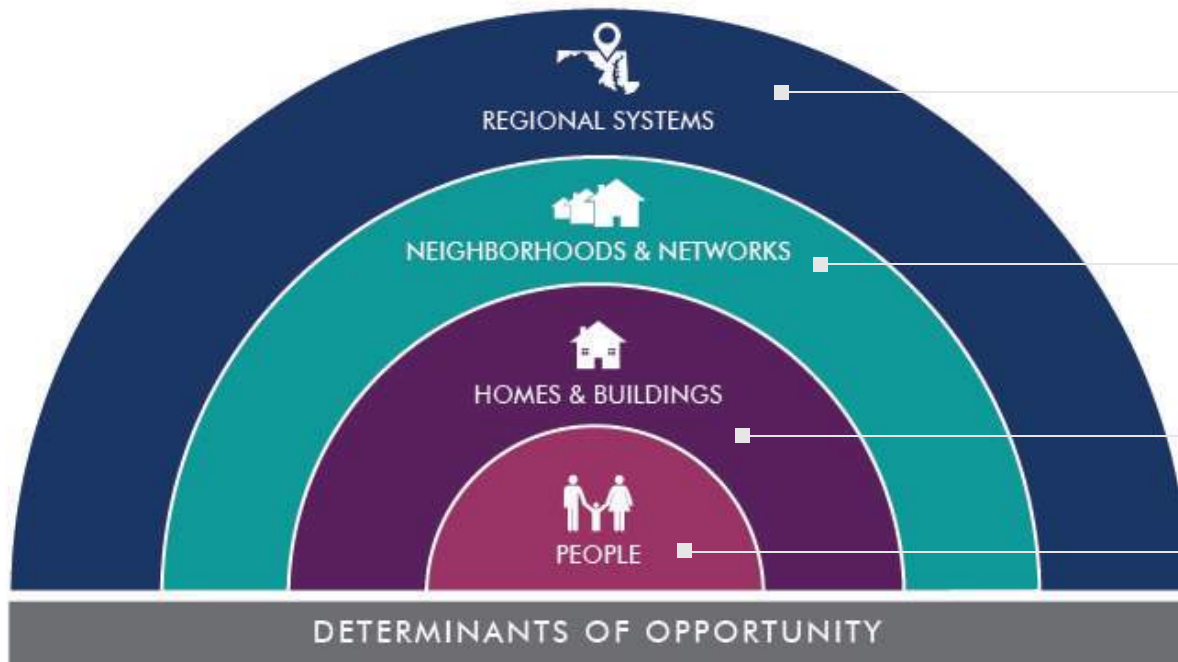 REGIONAL SYSTEMS
NEIGHBORHOODS & NETWORKS
HOMES & BUILDINGS
PEOPLE
DETERMINANTS OF OPPORTUNITY